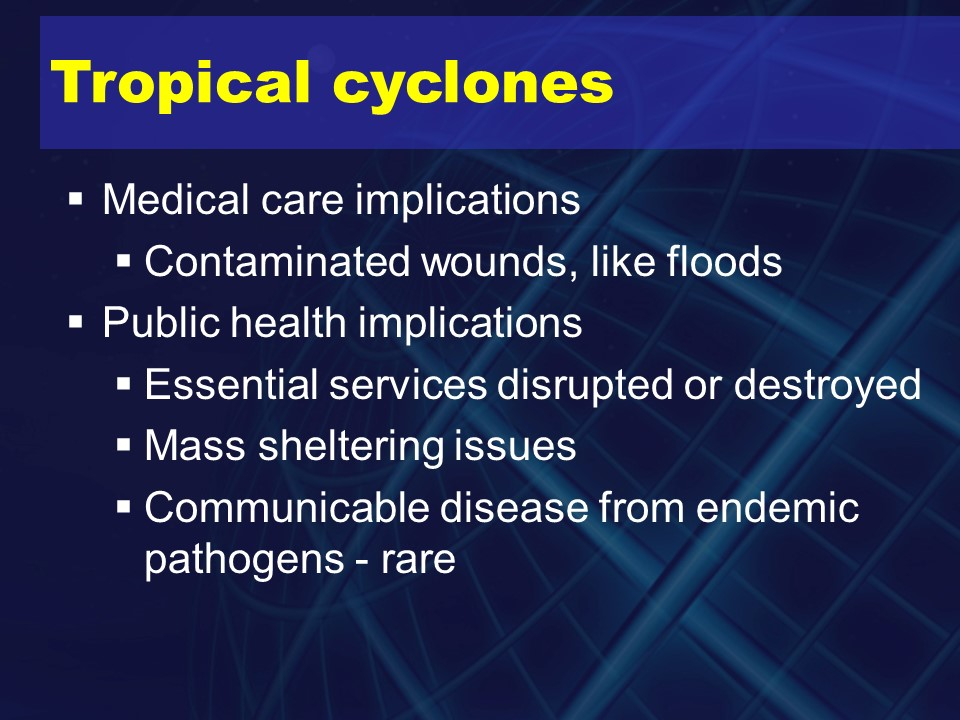 Tropical cyclones
▪ Medical care implications
▪ Contaminated wounds, like floods
▪ Public health implications
▪ Essential services disrupted or destroyed
▪ Mass sheltering issues
▪ Communicable disease from endemic
pathogens - rare